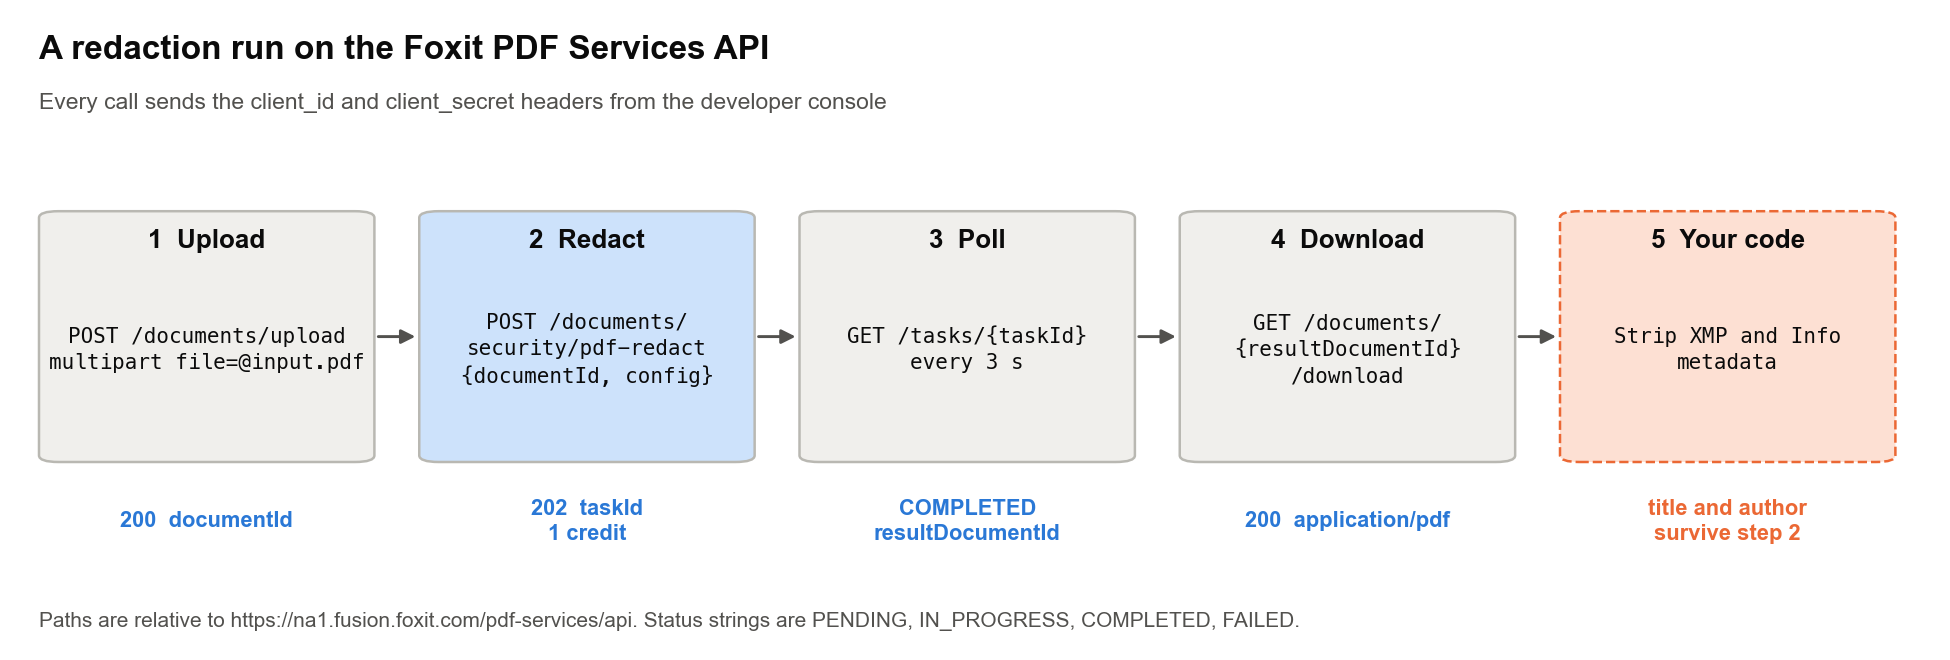 A redaction run on the Foxit PDF Services API
Every call sends the client_id and client_secret headers from the developer console
1 Upload
POST /documents/upload
multipart file=@input.pdf
200 documentId
2 Redact
POST /documents/
security/pdf-redact
{documentId, config}
202 taskId
1 credit
3 Poll
GET /tasks/{taskId}
every 3 s
COMPLETED
resultDocumentId
4 Download
GET /documents/
{resultDocumentId}
/download
200 application/pdf
5 Your code
Strip XMP and Info
metadata
title and author
survive step 2
Paths are relative to https://na1.fusion.foxit.com/pdf-services/api. Status strings are PENDING, IN_PROGRESS, COMPLETED, FAILED.